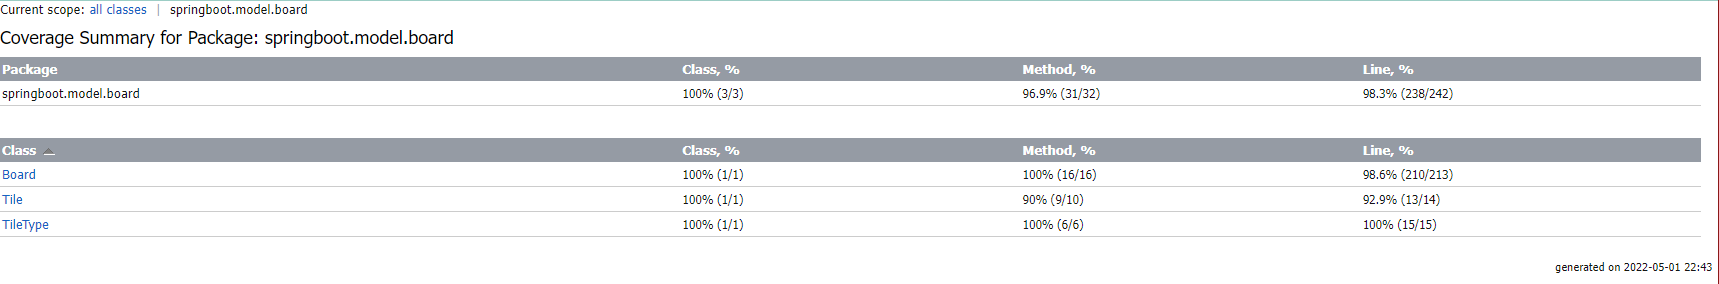 Current scope: all classes | springboot.model.board
Coverage Summary for Package: springboot.model.board
Package Class, % Method, % Line, %
springboot.model.board 100% (3/3) 96.9% (31/32) 98.3% (238/242)
Class Class, % Method, % Line, %
Board 100% (1/1) 100% (16/16) 98.6% (210/213)
Tile 100% (1/1) 90% (9/10) 92.9% (13/14)
TileType 100% (1/1) 100% (6/6) 100% (15/15)
generated on 2022-05-01 22:43